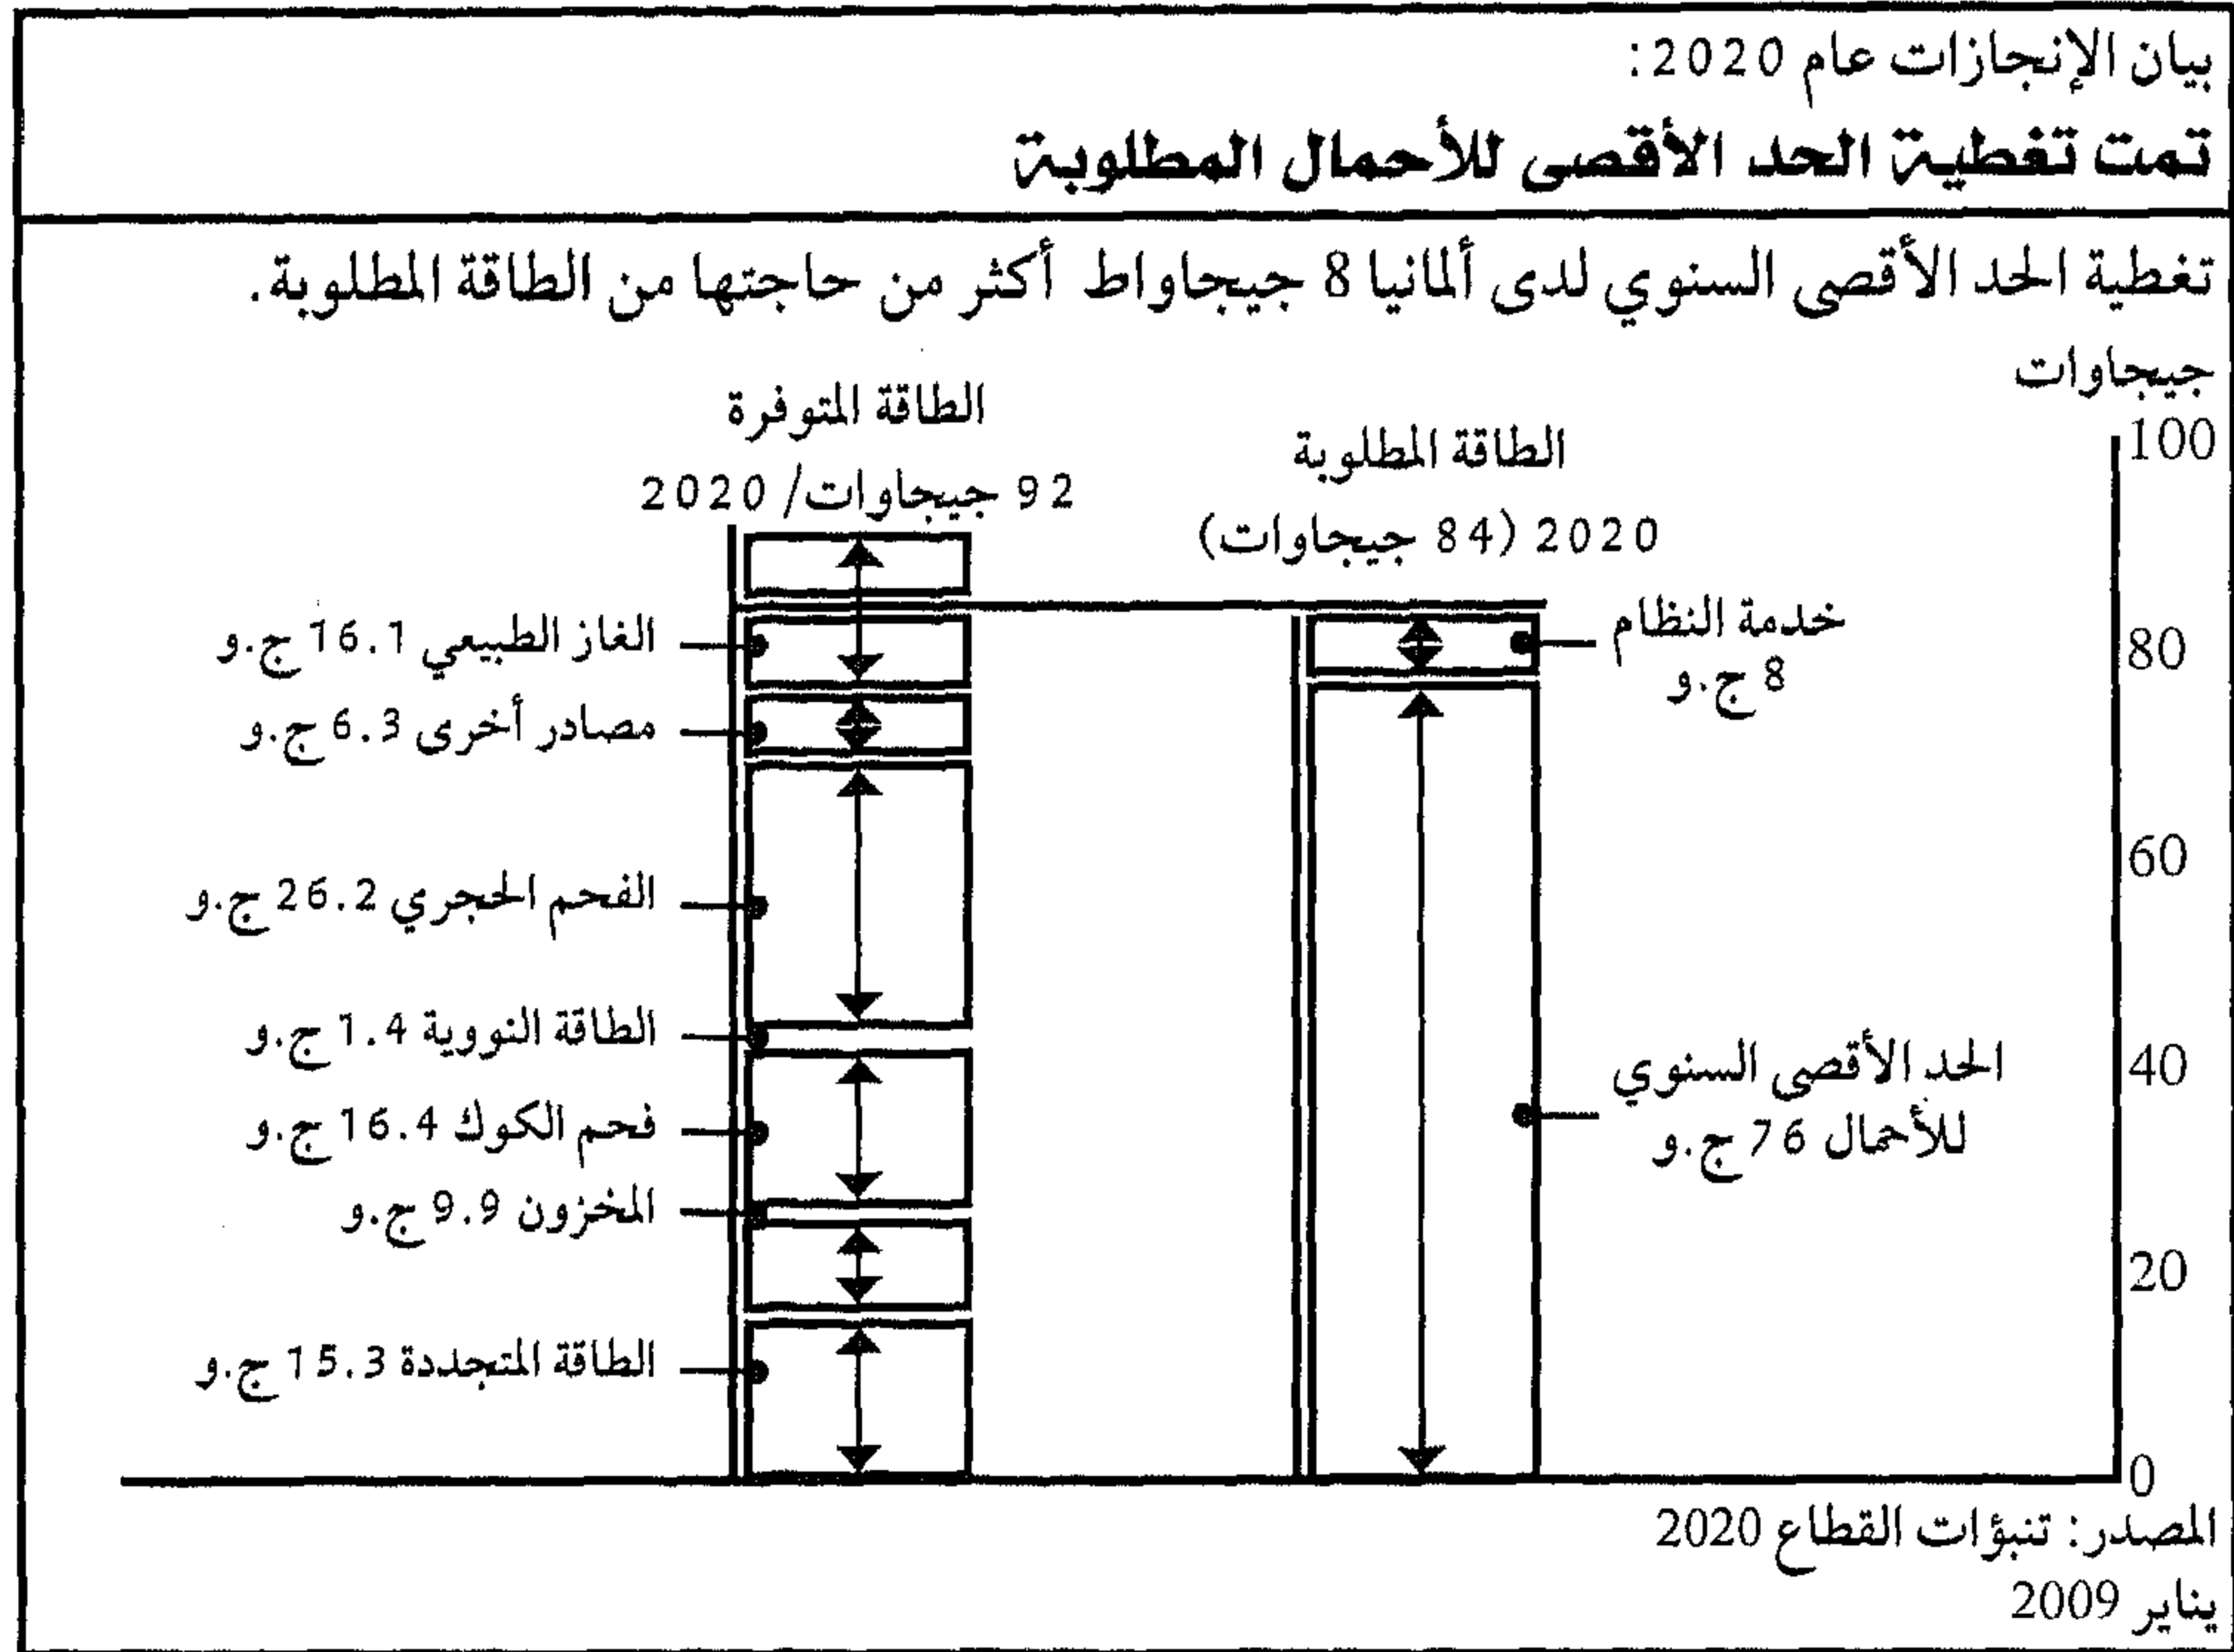 بيان الإنجازات عام 2020:
تمت تغطية الحد الأقصى للأحمال المطلوبة
تغطية الحد الأقصى السنوي لدى ألمانيا 8 جيجاواط أكثر من حاجتها من الطاقة المطلوبة.
جيجاوات
100
80
60
40
20
0
الطاقة المطلوبة
2020 (84 جيجاوات)
خدمة النظام
8 ج.و
الحد الأقصى السنوي
للأحمال 76 ج.و
الطاقة المتوفرة
92 جيجاوات/ 2020
الغاز الطبيعي 16.1 ج.و
مصادر أخرى 6.3 ج.و
الفحم الحجري 26.2 ج.و
الطاقة النووية 1.4 ج.و
فحم الكوك 16.4 ج.و
المخزون 9.9 ج.و
الطاقة المتجددة 15.3 ج.و
المصدر: تنبؤات القطاع 2020
يناير 2009